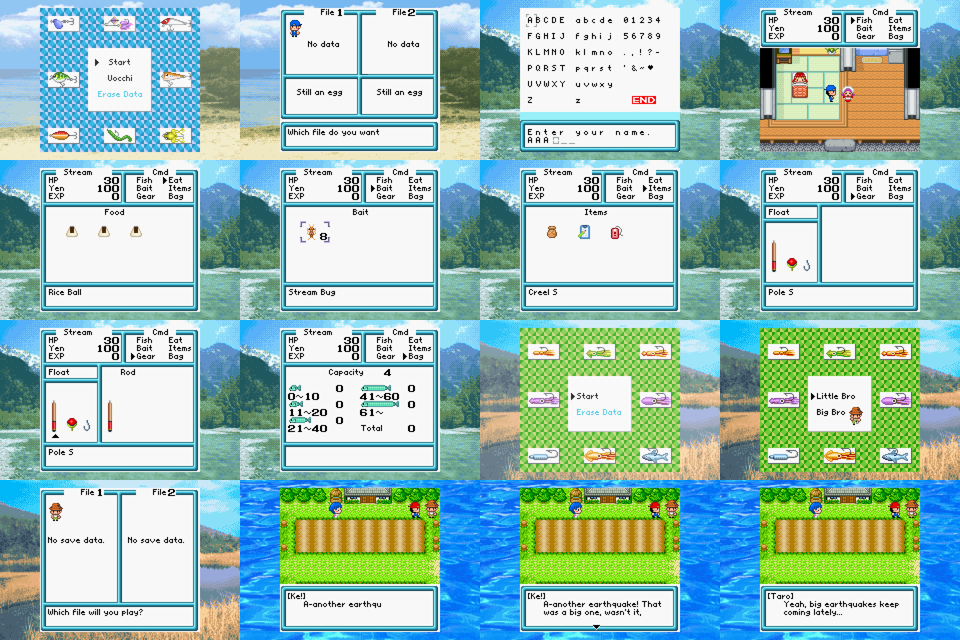 Start
Uocchi
Erase Data
File 1
File 2
No data
No data
Still an egg
Still an egg
Which file do you want
A B C D E a b c d e 0 1 2 3 4
F G H I J f g h i j 5 6 7 8 9
K L M N O k l m n o . , ! ? -
P Q R S T p q r s t ' & ~ ♥
U V W X Y u v w x y
Z z END
Enter your name.
AAA
Stream
Cmd
HP 30
Fish Eat
Yen 100
Bait Items
EXP 0
Gear Bag
Stream
Cmd
HP 30
Fish Eat
Yen 100
Bait Items
EXP 0
Gear Bag
Food
Rice Ball
Stream
Cmd
HP 30
Fish Eat
Yen 100
Bait Items
EXP 0
Gear Bag
Bait
8
Stream Bug
Stream
Cmd
HP 30
Fish Eat
Yen 100
Bait Items
EXP 0
Gear Bag
Items
Creel S
Stream
Cmd
HP 30
Fish Eat
Yen 100
Bait Items
EXP 0
Gear Bag
Float
Pole S
Stream
Cmd
HP 30
Fish Eat
Yen 100
Bait Items
EXP 0
Gear Bag
Float
Rod
Pole S
Stream
Cmd
HP 30
Fish Eat
Yen 100
Bait Items
EXP 0
Gear Bag
Capacity 4
0
0
0~10
41~60
0
0
11~20
61~
0
21~40
Total 0
Start
Erase Data
Little Bro
Big Bro
File 1
File 2
No save data.
No save data.
Which file will you play?
[Ke!]
A-another earthqu
[Ke!]
A-another earthquake! That
was a big one, wasn't it,
[Taro]
Yeah, big earthquakes keep
coming lately...